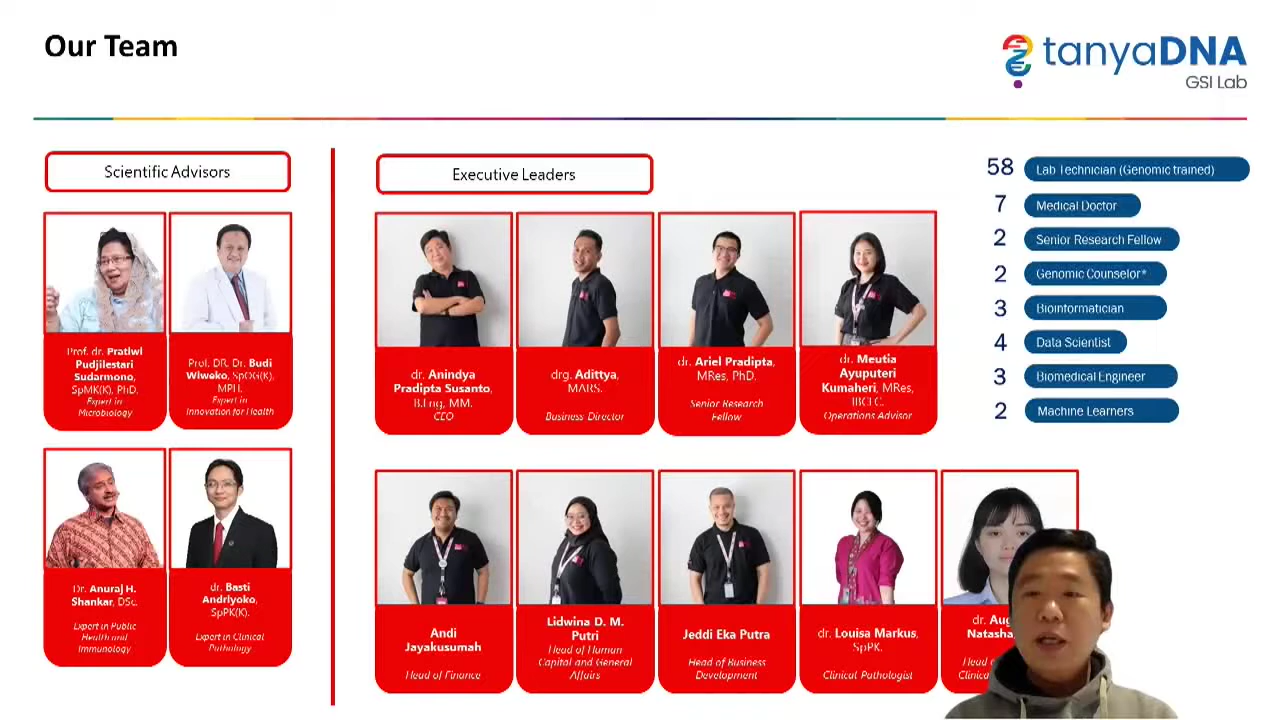 Our Team
tanyaDNA
GSI Lab
Scientific Advisors
Prof. dr. Pratiwi
Pudjilestari
Sudarmono,
SpMK(K), PhD.
Expert in
Microbiology
Prof. DR. Dr. Budi
Wiweko, SpOG(K),
MPH.
Expert in
Innovation for Health
Dr. Anuraj H.
Shankar, DSc.
Expert in Public
Health and
Immunology
dr. Basti
Andriyoko,
SpPK(K).
Expert in Clinical
Pathology
Executive Leaders
dr. Anindya
Pradipta Susanto,
B.Eng, MM.
CEO
drg. Adittya,
MARS.
Business Director
dr. Ariel Pradipta,
MRes, PhD.
Senior Research
Fellow
dr. Meutia
Ayuputeri
Kumaheri, MRes,
IBCLC.
Operations Advisor
Andi
Jayakusumah
Head of Finance
Lidwina D. M.
Putri
Head of Human
Capital and General
Affairs
Jeddi Eka Putra
Head of Business
Development
dr. Louisa Markus,
SpPK.
Clinical Pathologist
dr.
Natasha
Head
58 Lab Technician (Genomic trained)
7 Medical Doctor
2 Senior Research Fellow
2 Genomic Counselor*
3 Bioinformatician
4 Data Scientist
3 Biomedical Engineer
2 Machine Learners